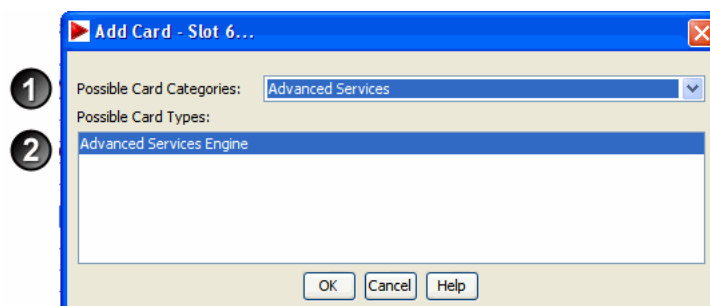 Add Card - Slot 6...
1
Possible Card Categories: Advanced Services
Possible Card Types:
2
Advanced Services Engine
OK Cancel Help